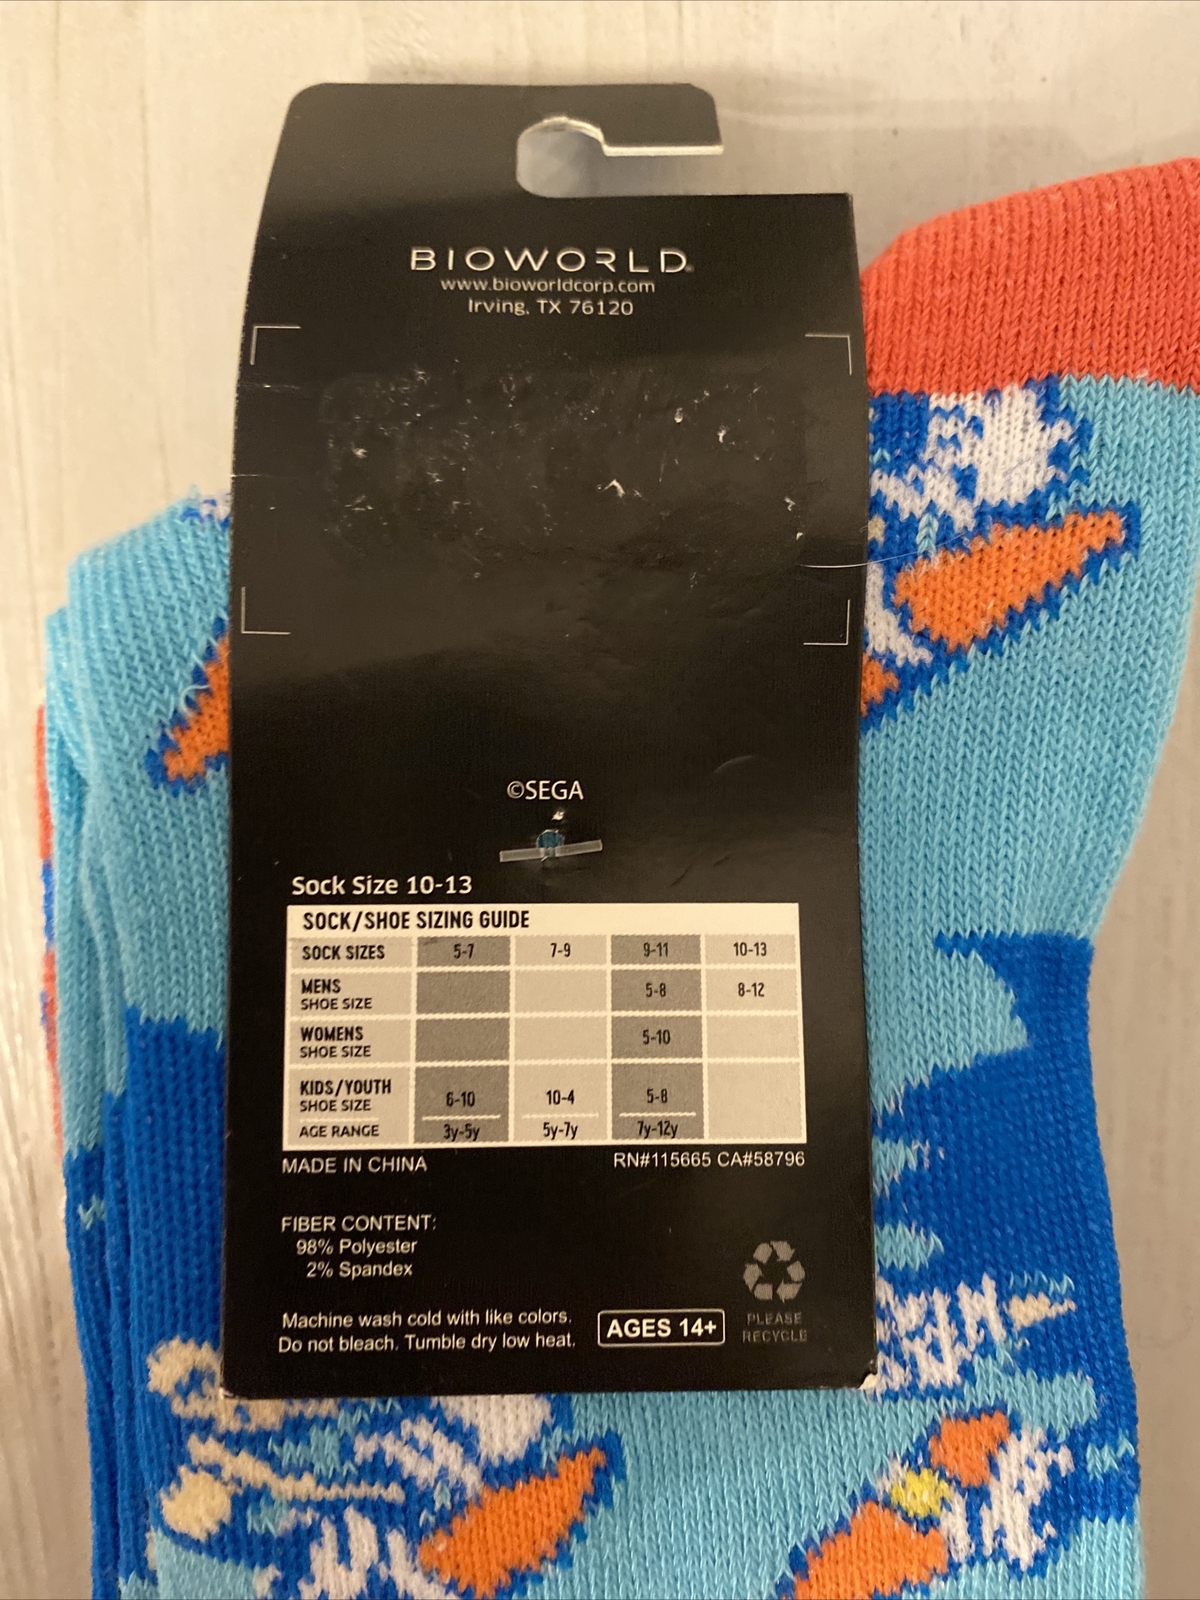 BIOWORLD
www.bioworldcorp.com
Irving, TX 76120
©SEGA
Sock Size 10-13
SOCK/SHOE SIZING GUIDE
SOCK SIZES 5-7 7-9 9-11 10-13
MENS
SHOE SIZE 5-8 8-12
WOMENS
SHOE SIZE 5-10
KIDS/YOUTH
SHOE SIZE 6-10 10-4 5-8
AGE RANGE 3y-5y 5y-7y 7y-12y
MADE IN CHINA RN#115665 CA#58796
FIBER CONTENT:
98% Polyester
2% Spandex
Machine wash cold with like colors.
Do not bleach. Tumble dry low heat.
AGES 14+
PLEASE
RECYCLE